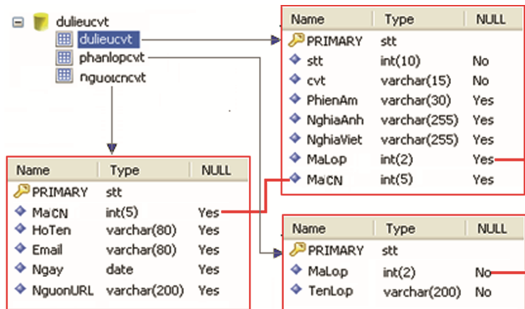 dulieucvt
dulieucvt
phanlopcvt
nguoicncvt
Name Type NULL
PRIMARY stt
stt int(10) No
cvt varchar(15) No
PhienAm varchar(30) Yes
NghiaAnh varchar(255) Yes
NghiaViet varchar(255) Yes
MaLop int(2) Yes
MaCN int(5) Yes
Name Type NULL
PRIMARY stt
MaCN int(5) Yes
HoTen varchar(80) Yes
Email varchar(80) Yes
Ngay date Yes
NguonURL varchar(200) Yes
Name Type NULL
PRIMARY stt
MaLop int(2) No
TenLop varchar(200) No